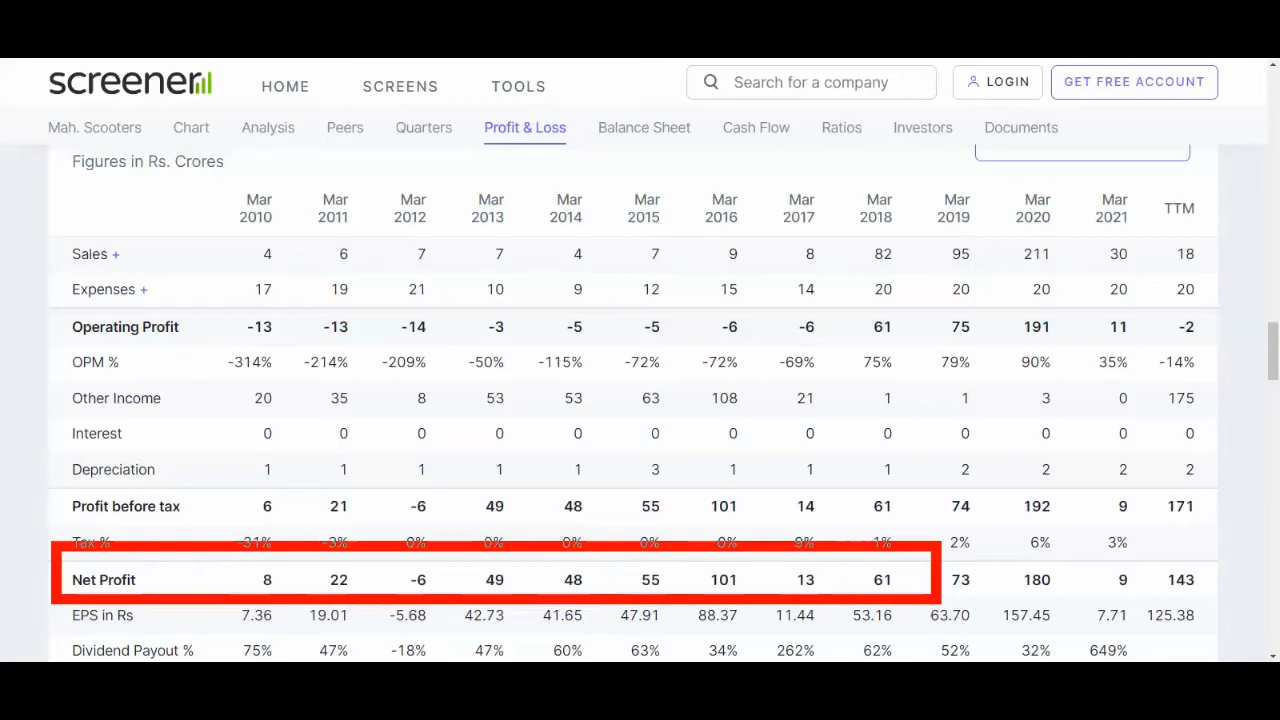 screener HOME SCREENS TOOLS Search for a company LOGIN GET FREE ACCOUNT
Mah. Scooters Chart Analysis Peers Quarters Profit & Loss Balance Sheet Cash Flow Ratios Investors Documents
Figures in Rs. Crores
Mar 2010 Mar 2011 Mar 2012 Mar 2013 Mar 2014 Mar 2015 Mar 2016 Mar 2017 Mar 2018 Mar 2019 Mar 2020 Mar 2021 TTM
Sales + 4 6 7 7 4 7 9 8 82 95 211 30 18
Expenses + 17 19 21 10 9 12 15 14 20 20 20 20 20
Operating Profit -13 -13 -14 -3 -5 -5 -6 -6 61 75 191 11 -2
OPM % -314% -214% -209% -50% -115% -72% -72% -69% 75% 79% 90% 35% -14%
Other Income 20 35 8 53 53 63 108 21 1 1 3 0 175
Interest 0 0 0 0 0 0 0 0 0 0 0 0 0
Depreciation 1 1 1 1 1 3 1 1 1 2 2 2 2
Profit before tax 6 21 -6 49 48 55 101 14 61 74 192 9 171
Tax % -31% -3% 0% 0% 0% 0% 0% 9% 1% 2% 6% 3%
Net Profit 8 22 -6 49 48 55 101 13 61 73 180 9 143
EPS in Rs 7.36 19.01 -5.68 42.73 41.65 47.91 88.37 11.44 53.16 63.70 157.45 7.71 125.38
Dividend Payout % 75% 47% -18% 47% 60% 63% 34% 262% 62% 52% 32% 649%